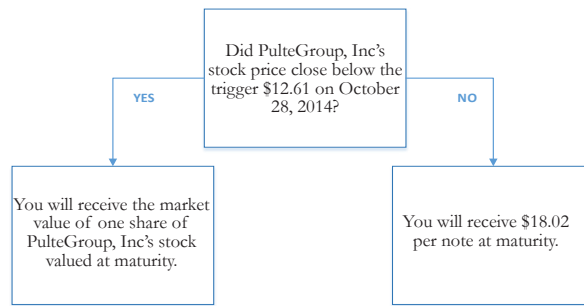 Did PulteGroup, Inc's
stock price close below the
trigger $12.61 on October
28, 2014?
YES
NO
You will receive the market
value of one share of
PulteGroup, Inc's stock
valued at maturity.
You will receive $18.02
per note at maturity.